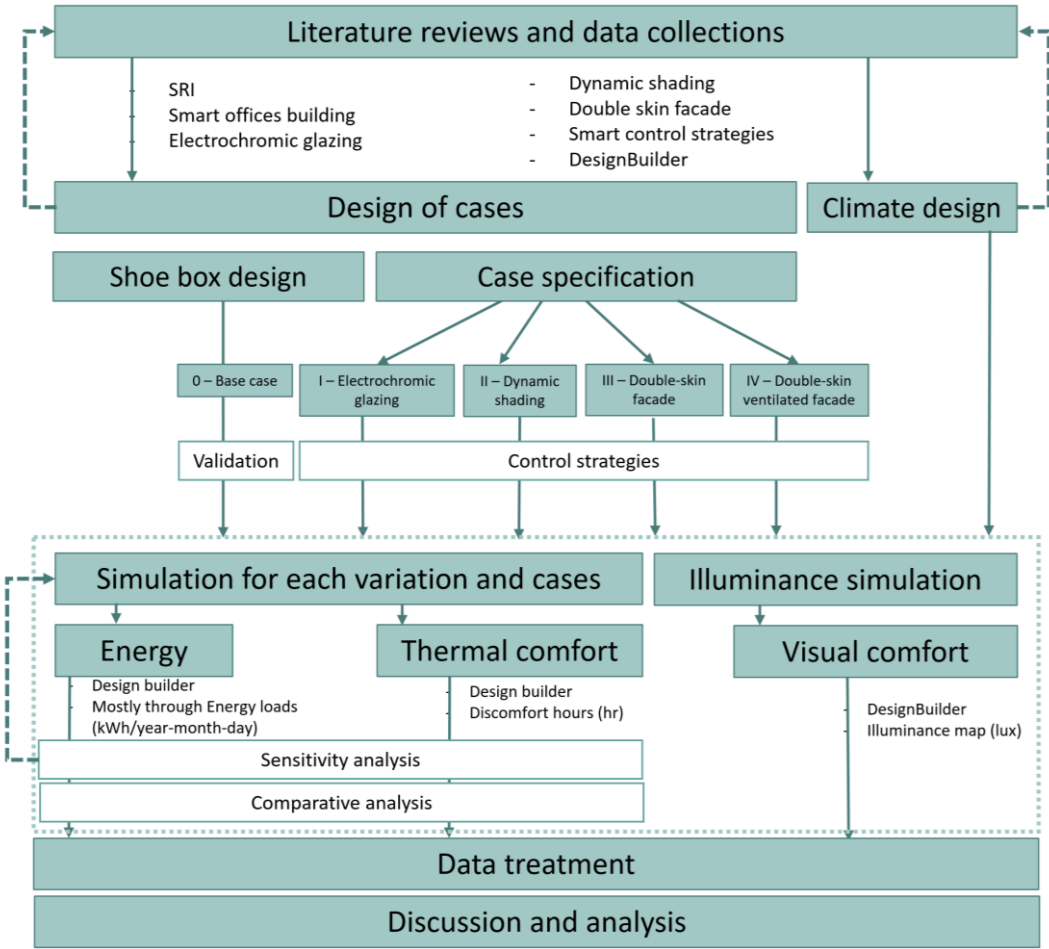 Literature reviews and data collections
- SRI
- Smart offices building
- Electrochromic glazing
- Dynamic shading
- Double skin facade
- Smart control strategies
- DesignBuilder
Design of cases
Climate design
Shoe box design
Case specification
0 – Base case
I – Electrochromic
glazing
II – Dynamic
shading
III – Double-skin
facade
IV – Double-skin
ventilated facade
Validation
Control strategies
Simulation for each variation and cases
Illuminance simulation
Energy
Thermal comfort
Visual comfort
- Design builder
- Mostly through Energy loads
(kWh/year-month-day)
- Design builder
- Discomfort hours (hr)
- DesignBuilder
- Illuminance map (lux)
Sensitivity analysis
Comparative analysis
Data treatment
Discussion and analysis